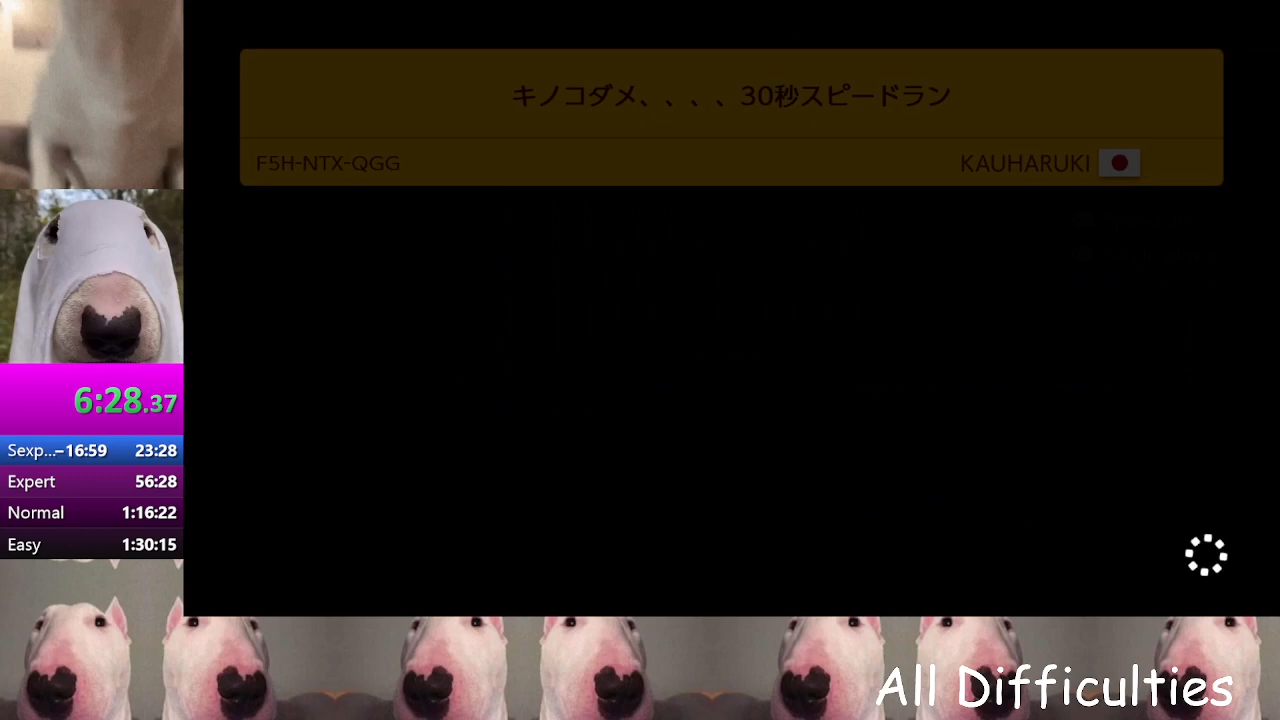 キノコダメ、、、、30秒スピードラン
F5H-NTX-QGG
KAUHARUKI
6:28.37
Sexp... −16:59 23:28
Expert 56:28
Normal 1:16:22
Easy 1:30:15
All Difficulties